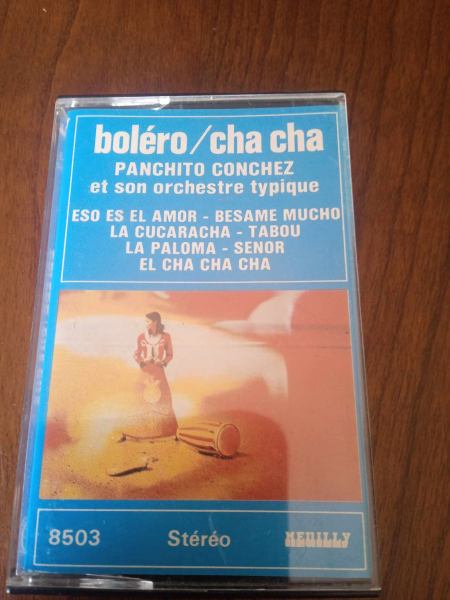 boléro/cha cha
PANCHITO CONCHEZ
et son orchestre typique
ESO ES EL AMOR - BESAME MUCHO
LA CUCARACHA - TABOU
LA PALOMA - SENOR
EL CHA CHA CHA
8503 Stéréo MEDILLY